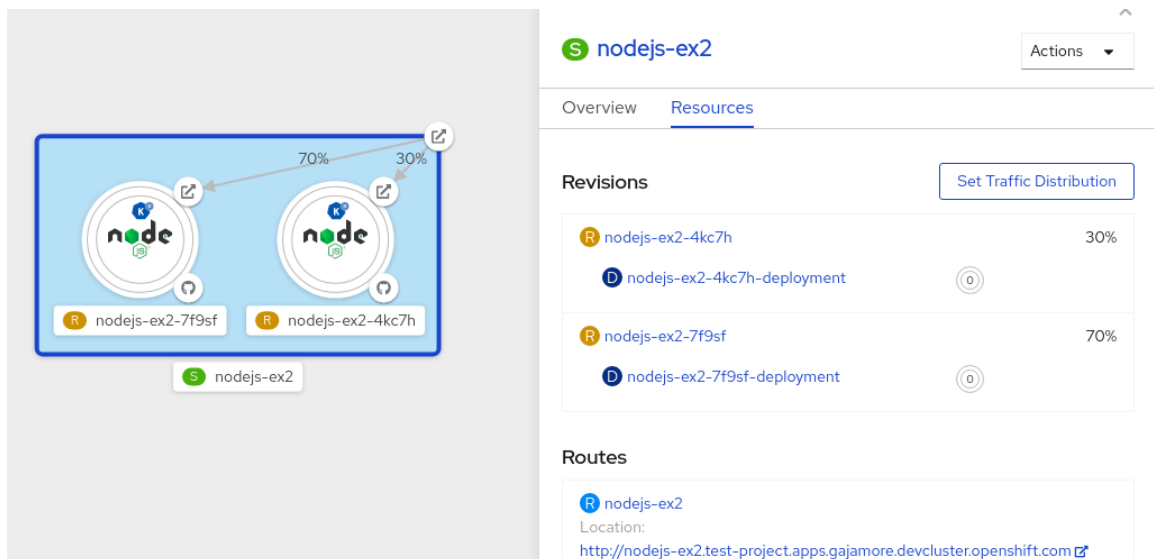 70%
30%
K
node
JS
K
node
JS
R nodejs-ex2-7f9sf
R nodejs-ex2-4kc7h
S nodejs-ex2
S nodejs-ex2
Actions
Overview Resources
Revisions
Set Traffic Distribution
R nodejs-ex2-4kc7h 30%
D nodejs-ex2-4kc7h-deployment 0
R nodejs-ex2-7f9sf 70%
D nodejs-ex2-7f9sf-deployment 0
Routes
R nodejs-ex2
Location:
http://nodejs-ex2.test-project.apps.gajamore.devcluster.openshift.com